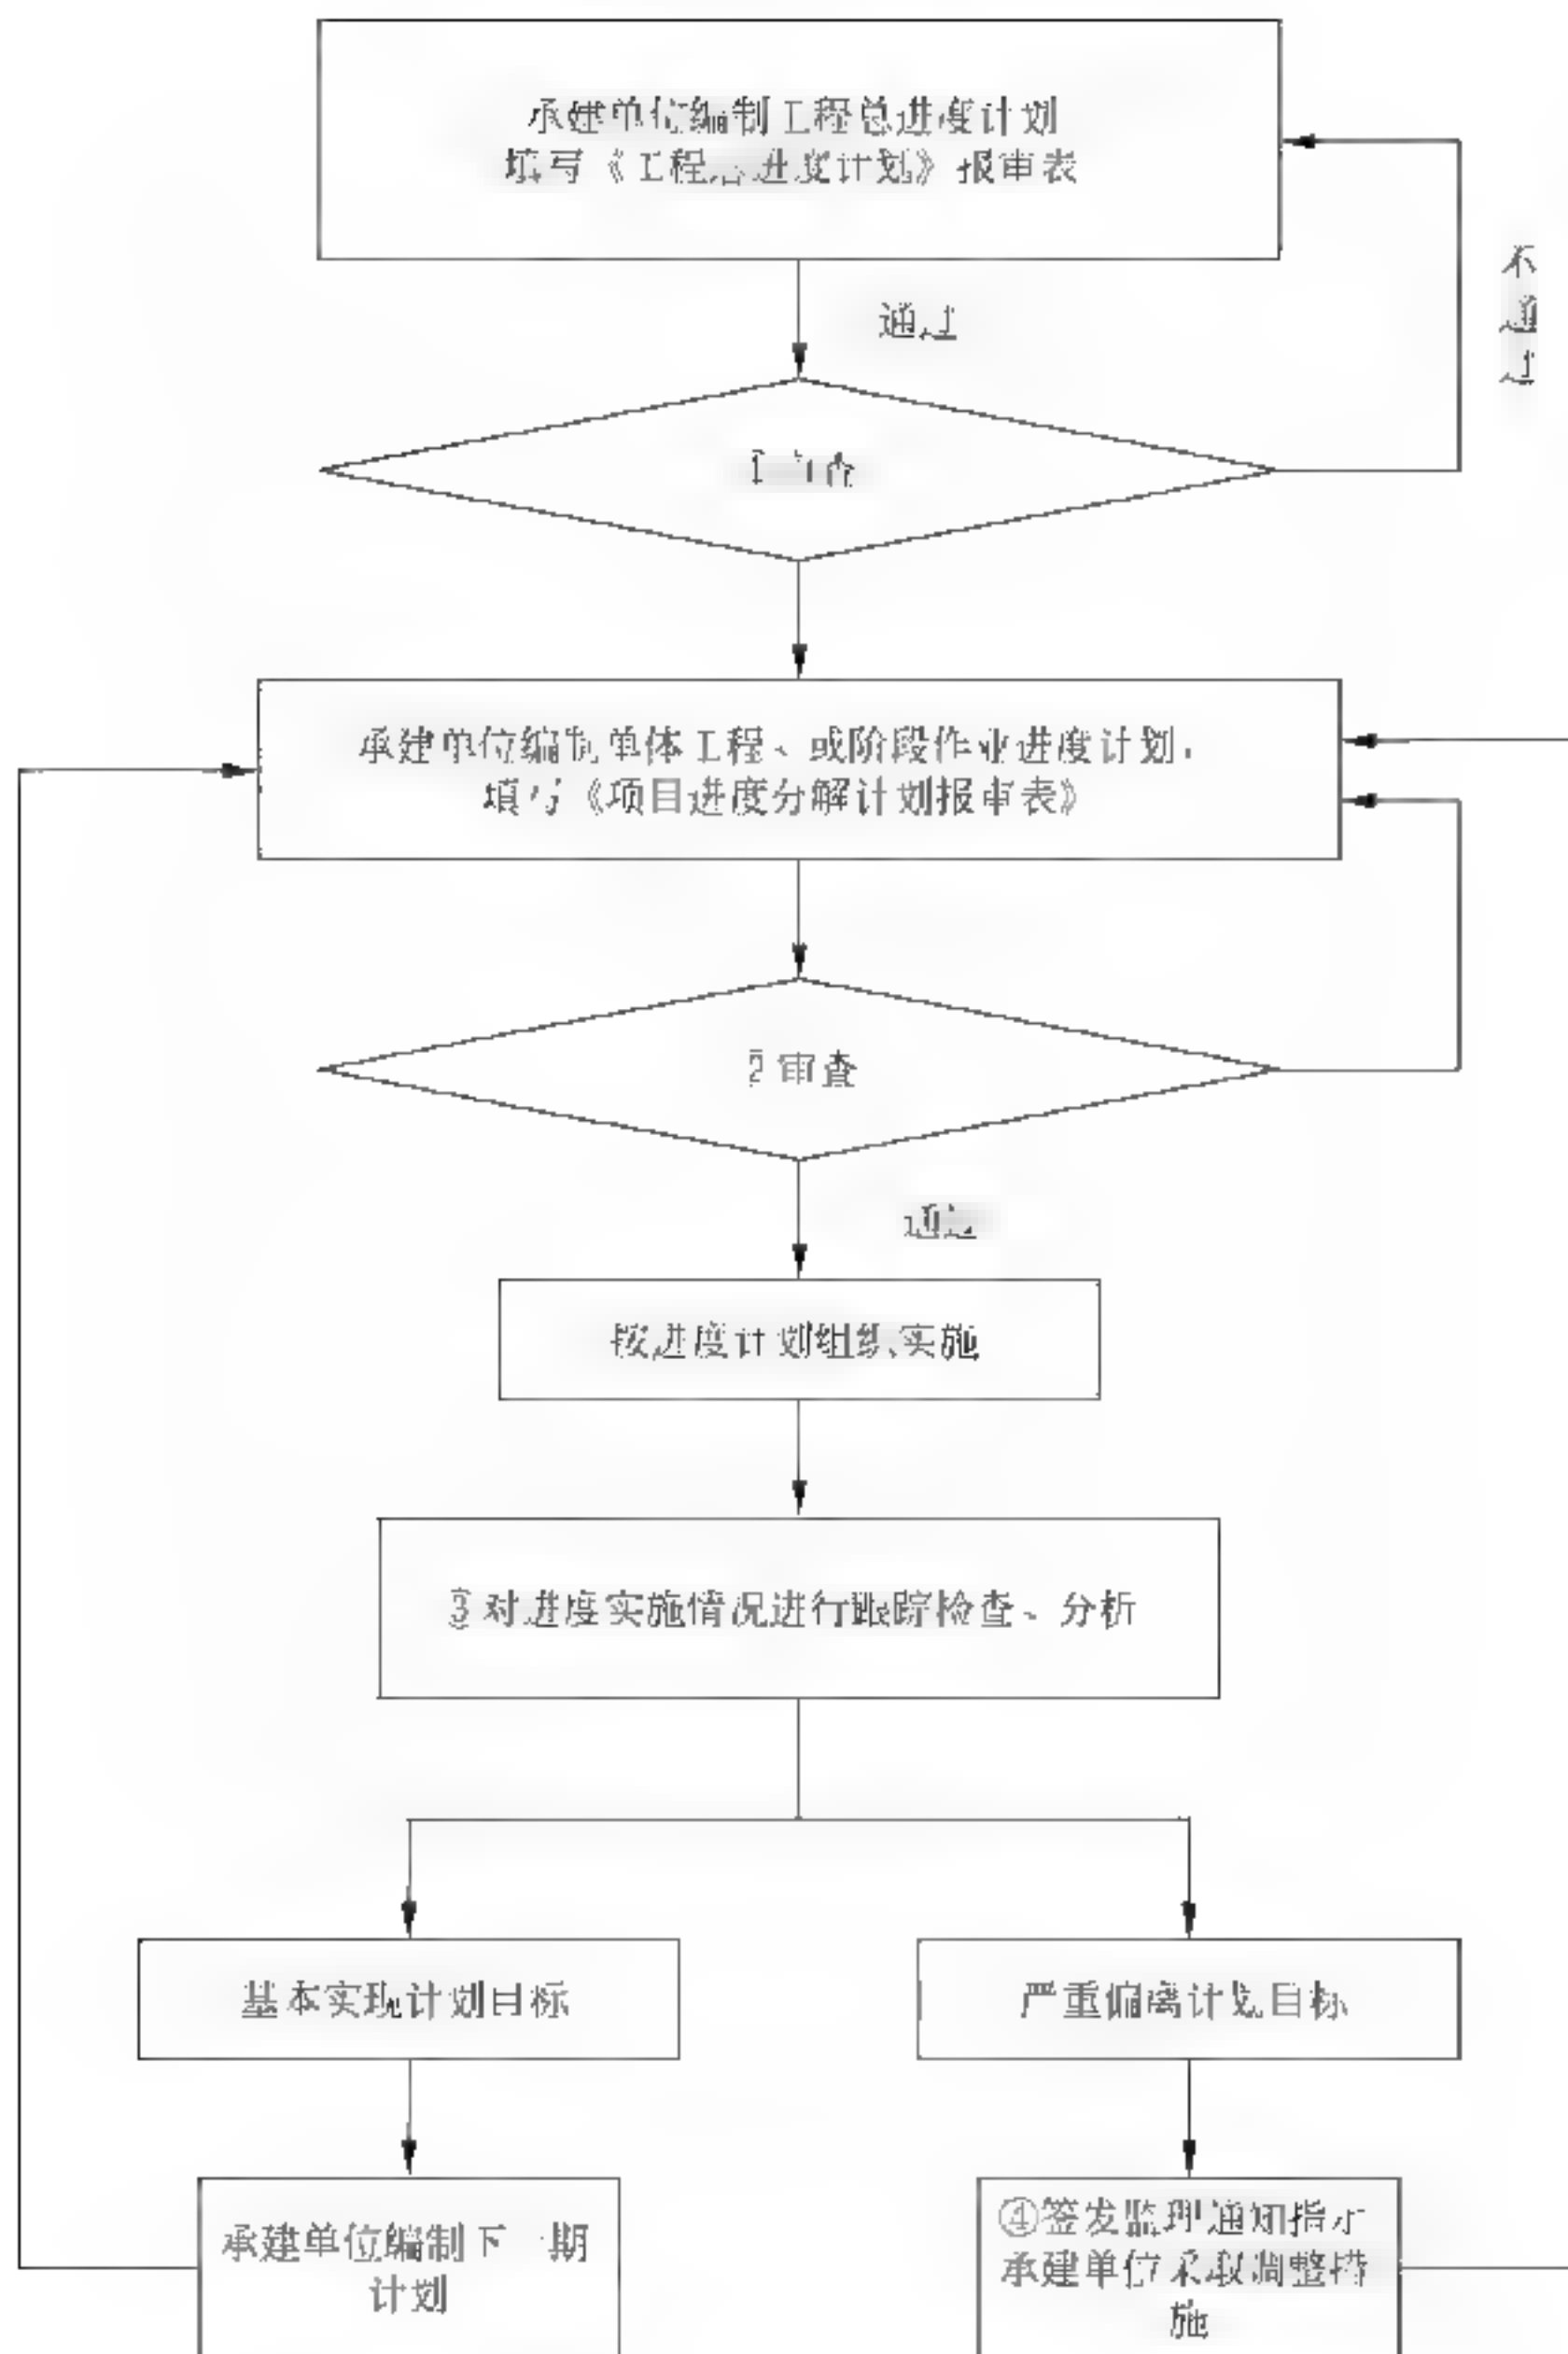 承建单位编制工程总进度计划
填写《工程总进度计划》报审表
通过
不通过
承建单位编制单体工程、或阶段作业进度计划,
填写《项目进度分解计划报审表》
2 审查
通过
按进度计划组织实施
3 对进度实施情况进行跟踪检查、分析
基本实现计划目标
严重偏离计划目标
承建单位编制下一期
计划
④签发监理通知指示
承建单位采取调整措
施